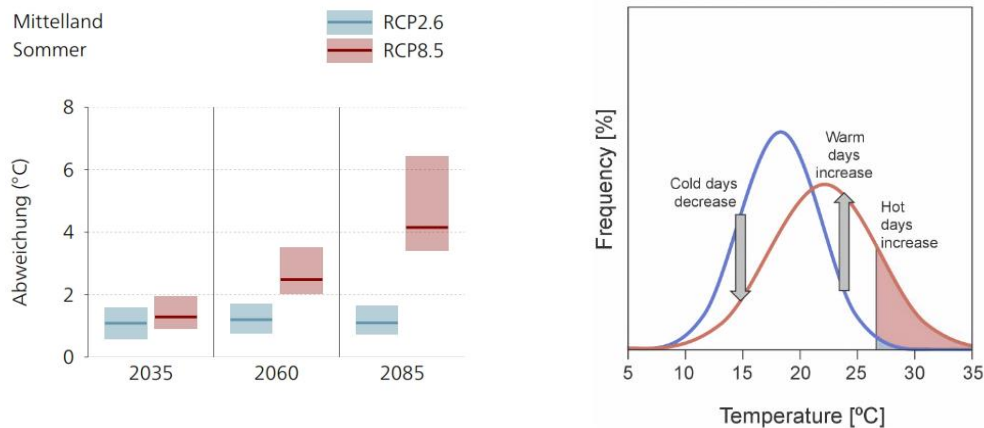 Mittelland
Sommer
RCP2.6
RCP8.5
Abweichung (°C)
8
6
4
2
0
2035 2060 2085
Frequency [%]
Cold days
decrease
Warm
days
increase
Hot
days
increase
5 10 15 20 25 30 35
Temperature [ºC]